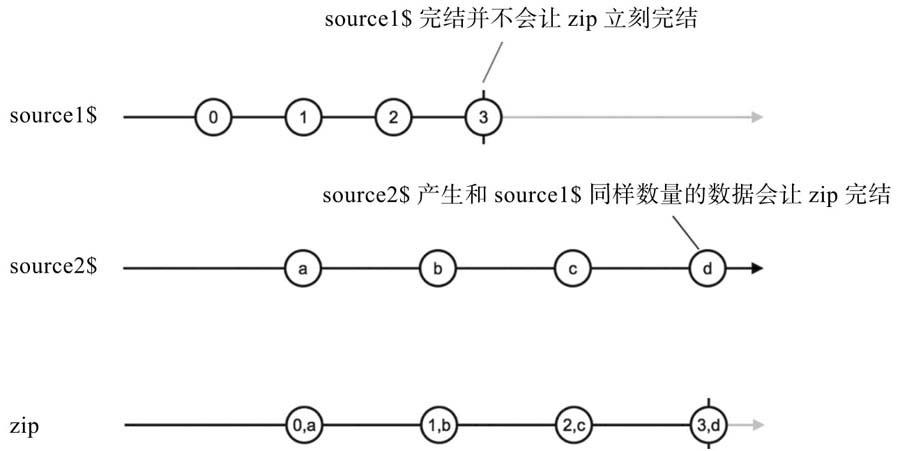 source1$ 完结并不会让 zip 立刻完结
source1$
0 1 2 3
source2$ 产生和 source1$ 同样数量的数据会让 zip 完结
source2$
a b c d
zip
0,a 1,b 2,c 3,d